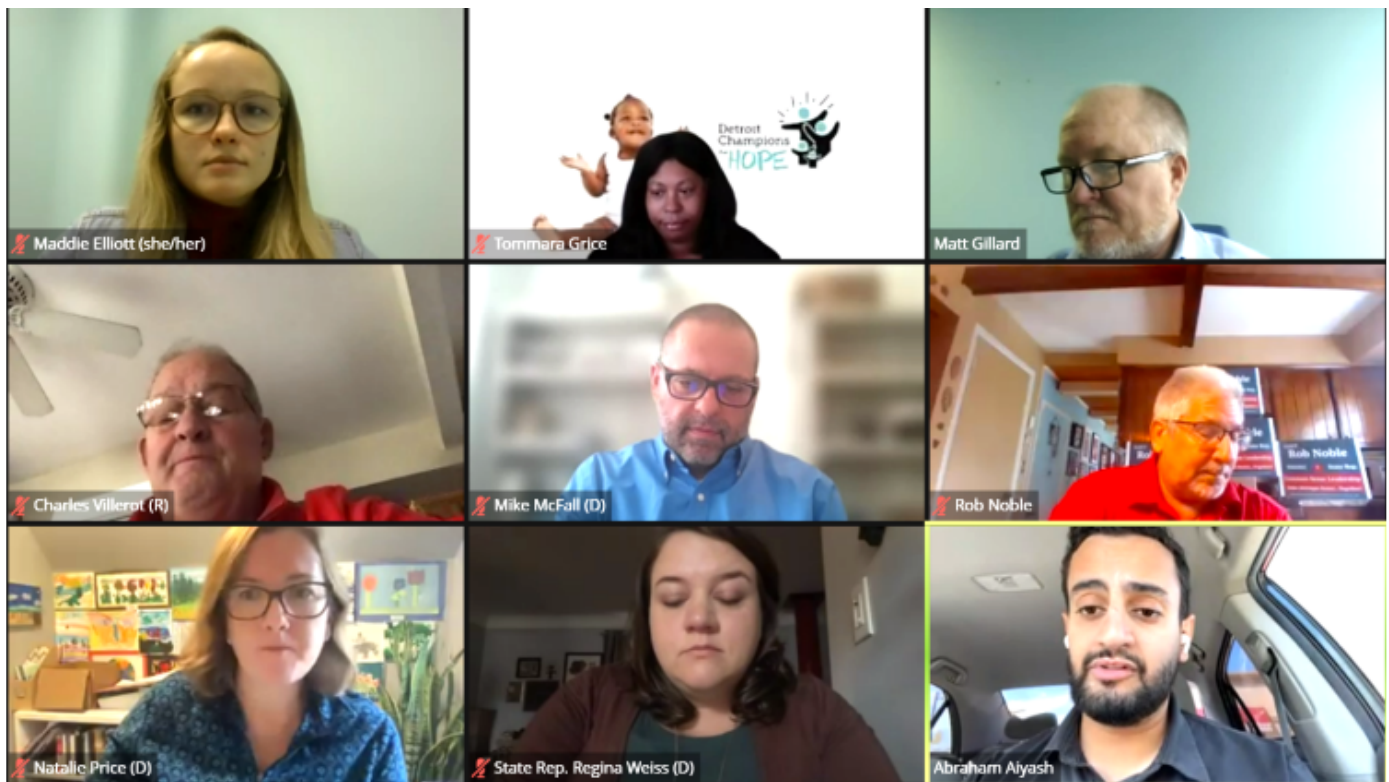 Maddie Elliott (she/her)
Detroit
Champions
for HOPE
Tommara Grice
Matt Gillard
Charles Villerot (R)
Mike McFall (D)
Rob Noble
Rob Noble
Natalie Price (D)
State Rep. Regina Weiss (D)
Abraham Aiyash